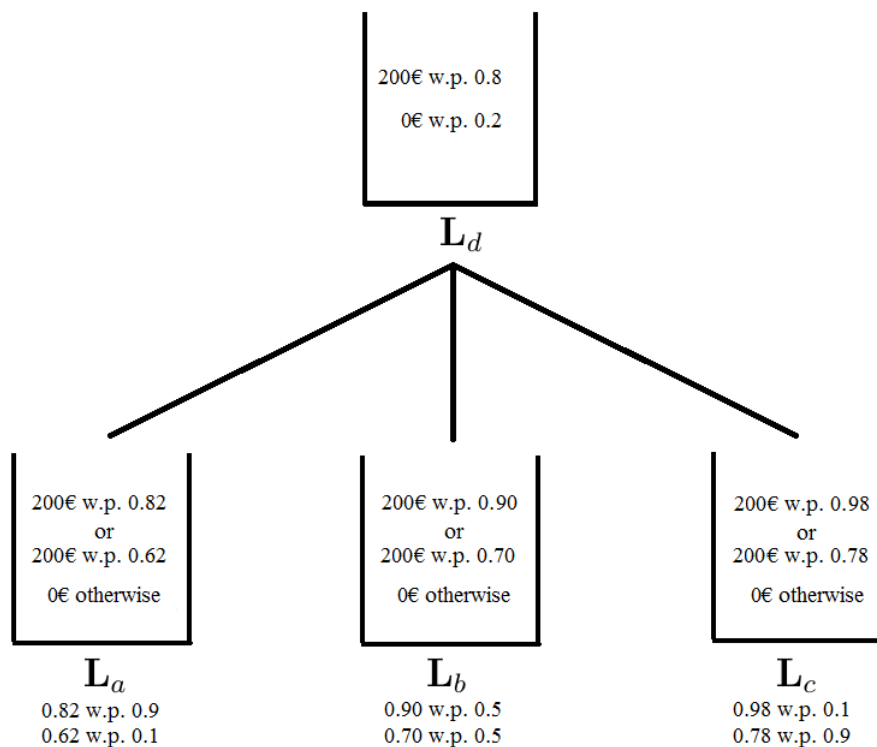 200€ w.p. 0.8
0€ w.p. 0.2
L_d
200€ w.p. 0.82
or
200€ w.p. 0.62
0€ otherwise
L_a
0.82 w.p. 0.9
0.62 w.p. 0.1
200€ w.p. 0.90
or
200€ w.p. 0.70
0€ otherwise
L_b
0.90 w.p. 0.5
0.70 w.p. 0.5
200€ w.p. 0.98
or
200€ w.p. 0.78
0€ otherwise
L_c
0.98 w.p. 0.1
0.78 w.p. 0.9